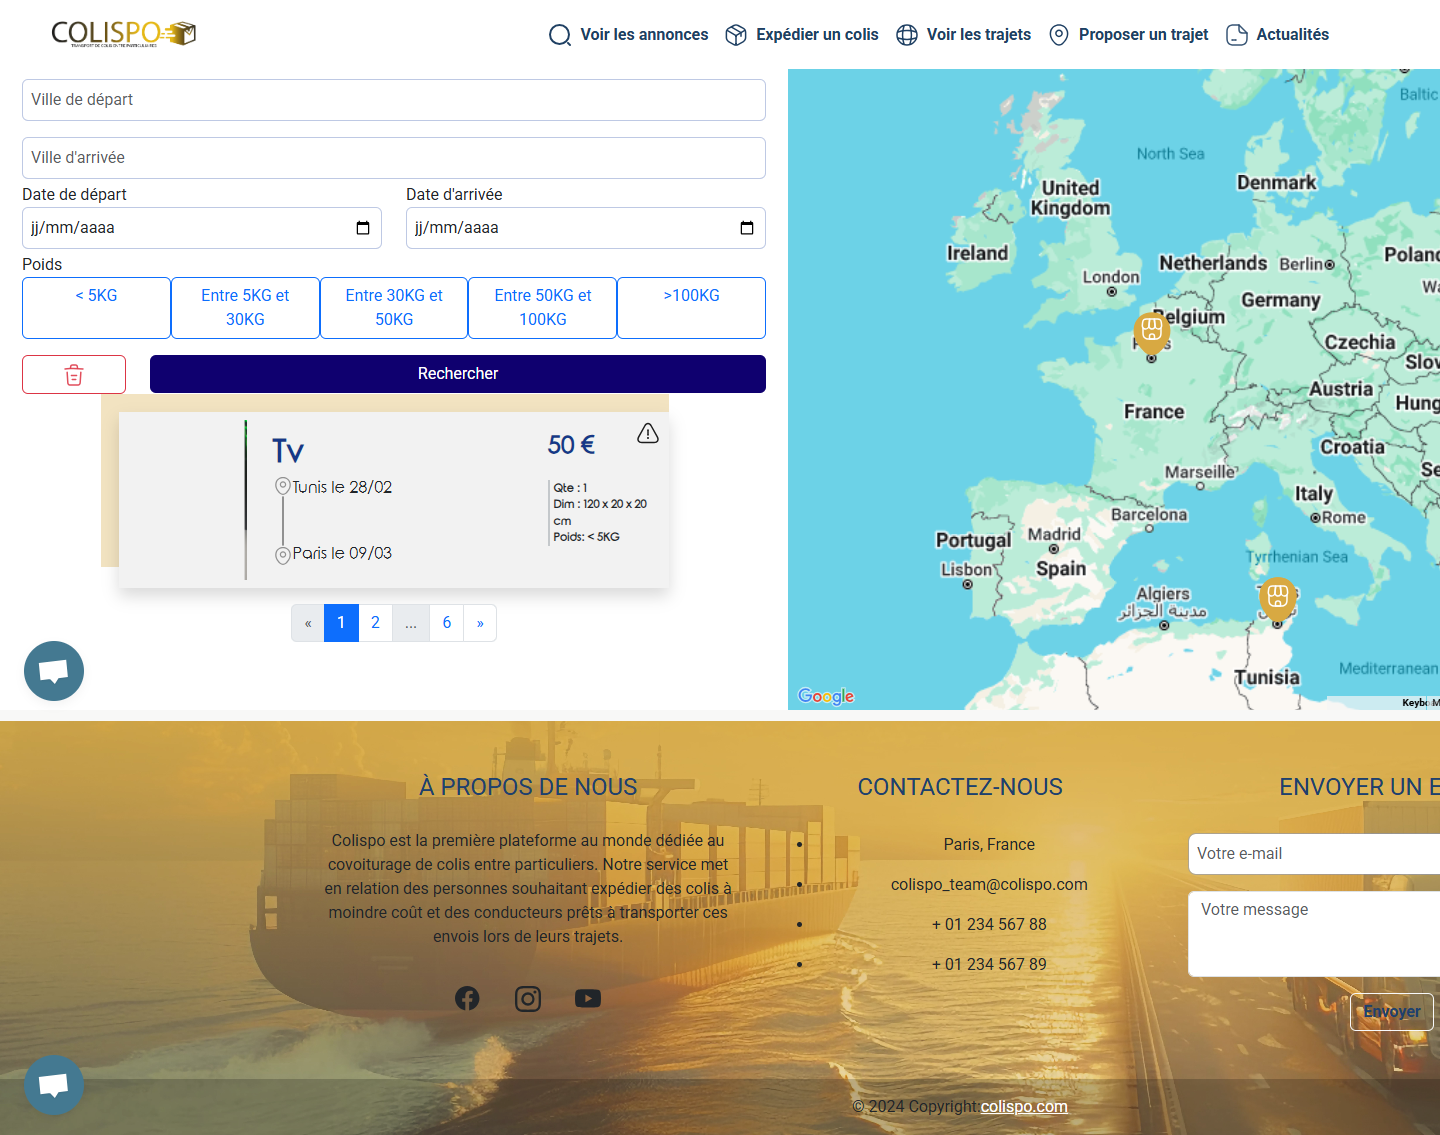 COLISPO
TRANSPORT DE COLIS ENTRE PARTICULIAIRES
Voir les annonces
Expédier un colis
Voir les trajets
Proposer un trajet
Actualités
Ville de départ
Ville d'arrivée
Date de départ
Date d'arrivée
jj/mm/aaaa
jj/mm/aaaa
Poids
< 5KG
Entre 5KG et
30KG
Entre 30KG et
50KG
Entre 50KG et
100KG
>100KG
Rechercher
Tv
50 €
Tunis le 28/02
Paris le 09/03
Qte : 1
Dim : 120 x 20 x 20
cm
Poids: < 5KG
«
1
2
...
6
»
Baltic
North Sea
Denmark
United
Kingdom
Ireland
Netherlands
Berlin
Poland
London
Germany
Belgium
Czechia
Austria
France
Croatia
Marseille
Italy
Barcelona
Rome
Portugal
Madrid
Lisbon
Spain
Tyrrhenian Sea
Algiers
مدينة الجزائر
Tunisia
Mediterranean
Google
Keybo
À PROPOS DE NOUS
Colispo est la première plateforme au monde dédiée au
covoiturage de colis entre particuliers. Notre service met
en relation des personnes souhaitant expédier des colis à
moindre coût et des conducteurs prêts à transporter ces
envois lors de leurs trajets.
CONTACTEZ-NOUS
Paris, France
colispo_team@colispo.com
+ 01 234 567 88
+ 01 234 567 89
ENVOYER UN E
Votre e-mail
Votre message
Envoyer
© 2024 Copyright:colispo.com